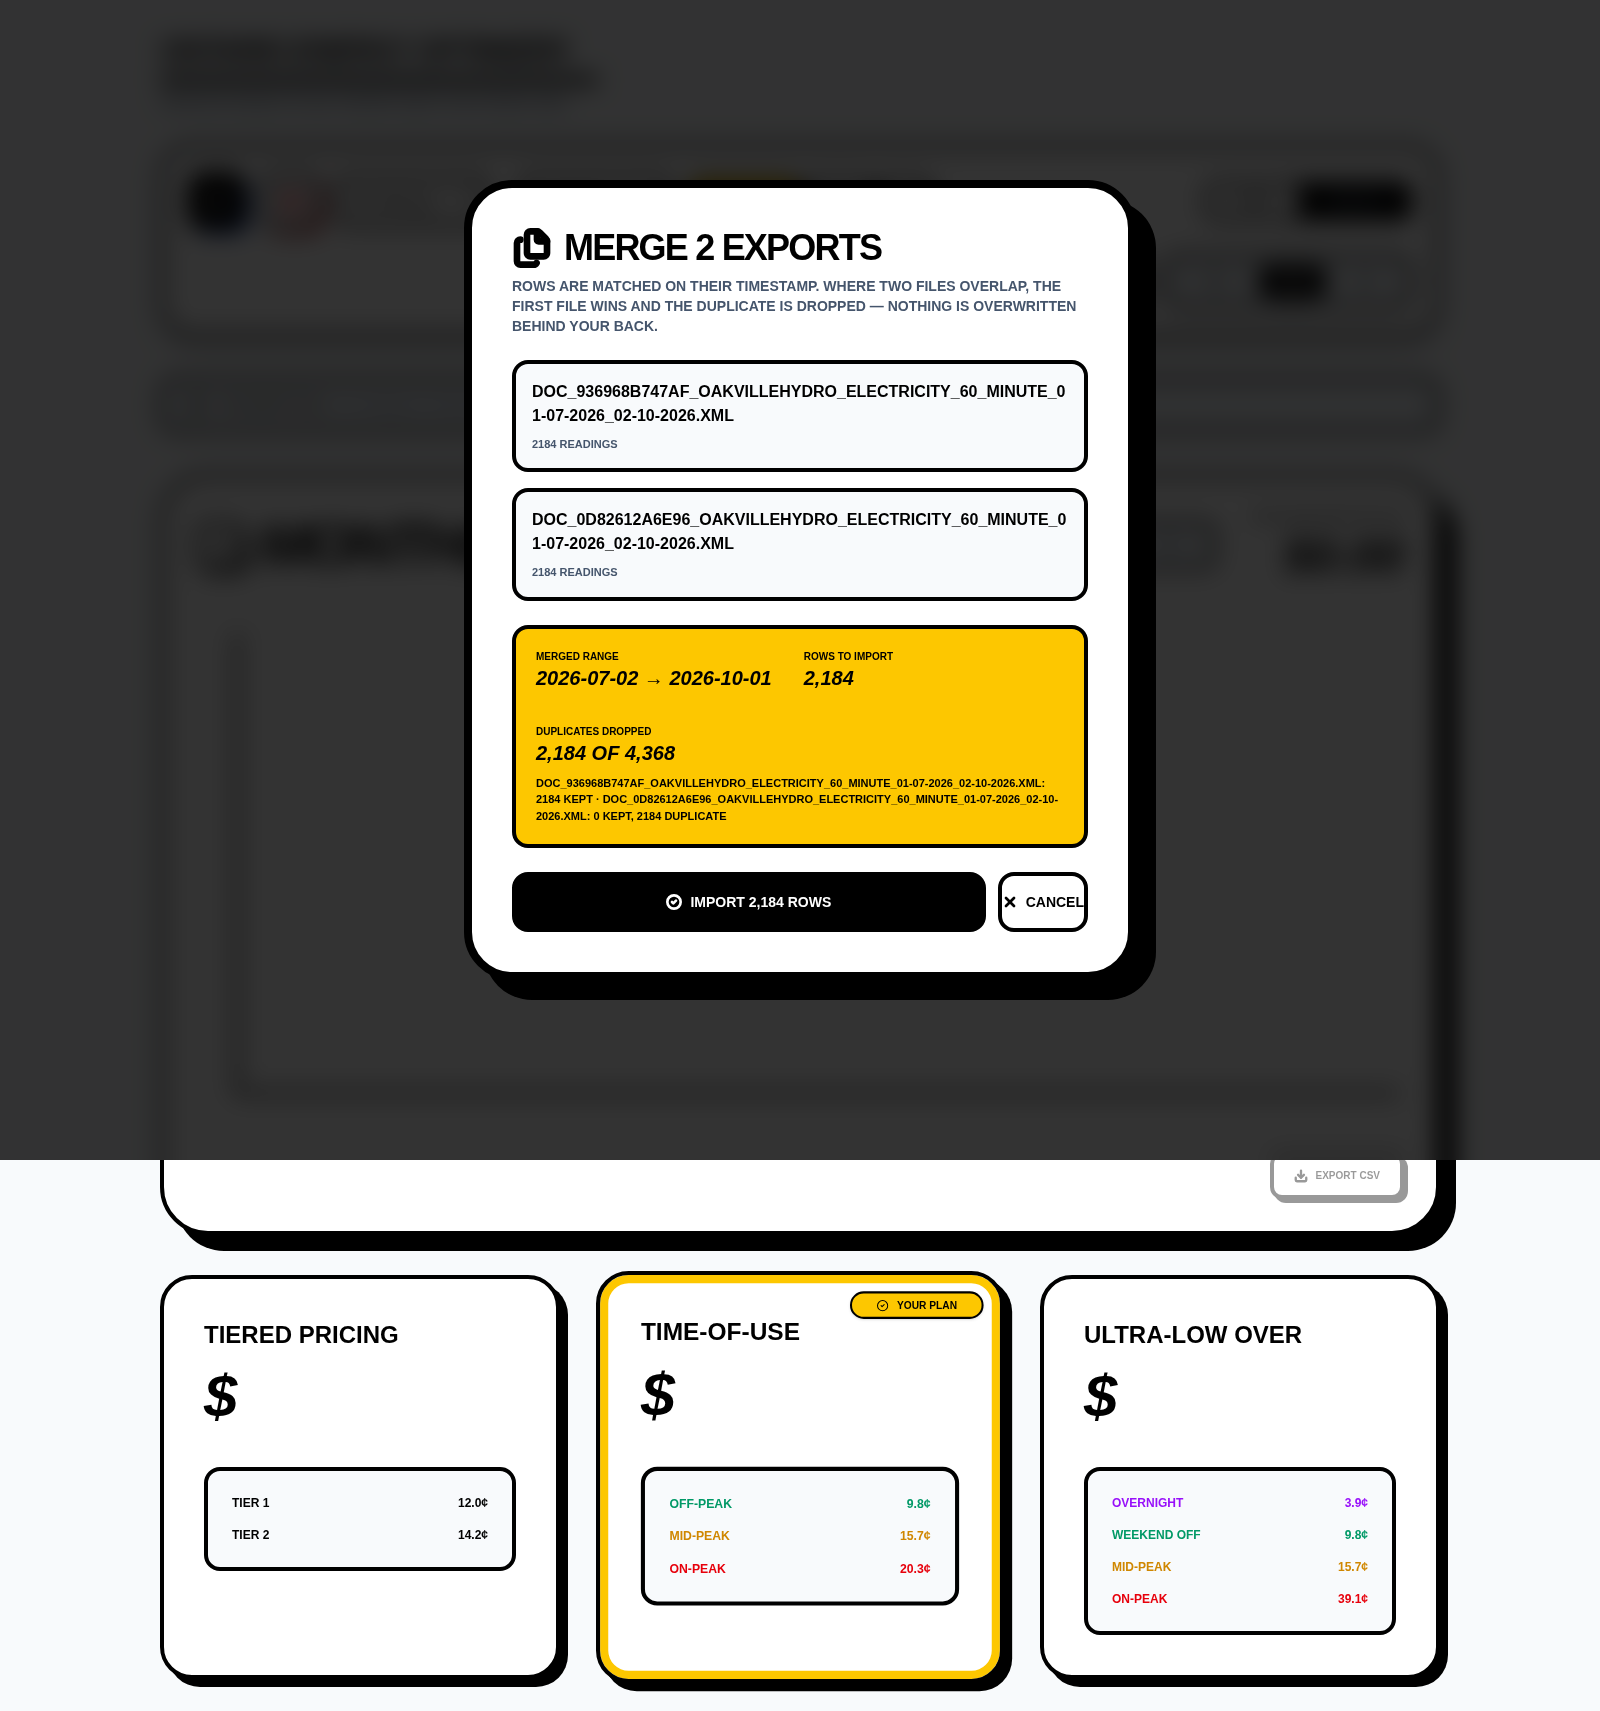 MERGE 2 EXPORTS
ROWS ARE MATCHED ON THEIR TIMESTAMP. WHERE TWO FILES OVERLAP, THE
FIRST FILE WINS AND THE DUPLICATE IS DROPPED — NOTHING IS OVERWRITTEN
BEHIND YOUR BACK.
DOC_936968B747AF_OAKVILLEHYDRO_ELECTRICITY_60_MINUTE_0
1-07-2026_02-10-2026.XML
2184 READINGS
DOC_0D82612A6E96_OAKVILLEHYDRO_ELECTRICITY_60_MINUTE_0
1-07-2026_02-10-2026.XML
2184 READINGS
MERGED RANGE
2026-07-02 → 2026-10-01
ROWS TO IMPORT
2,184
DUPLICATES DROPPED
2,184 OF 4,368
DOC_936968B747AF_OAKVILLEHYDRO_ELECTRICITY_60_MINUTE_01-07-2026_02-10-2026.XML:
2184 KEPT · DOC_0D82612A6E96_OAKVILLEHYDRO_ELECTRICITY_60_MINUTE_01-07-2026_02-10-
2026.XML: 0 KEPT, 2184 DUPLICATE
IMPORT 2,184 ROWS
CANCEL
EXPORT CSV
TIERED PRICING
$
TIER 1 12.0¢
TIER 2 14.2¢
YOUR PLAN
TIME-OF-USE
$
OFF-PEAK 9.8¢
MID-PEAK 15.7¢
ON-PEAK 20.3¢
ULTRA-LOW OVER
$
OVERNIGHT 3.9¢
WEEKEND OFF 9.8¢
MID-PEAK 15.7¢
ON-PEAK 39.1¢